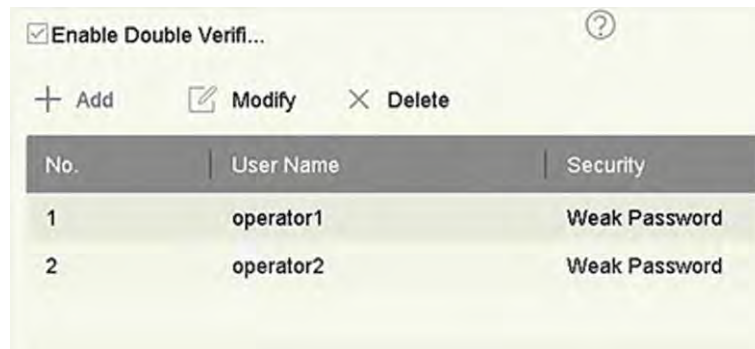 Enable Double Verifi...
Add Modify Delete
No. User Name Security
1 operator1 Weak Password
2 operator2 Weak Password